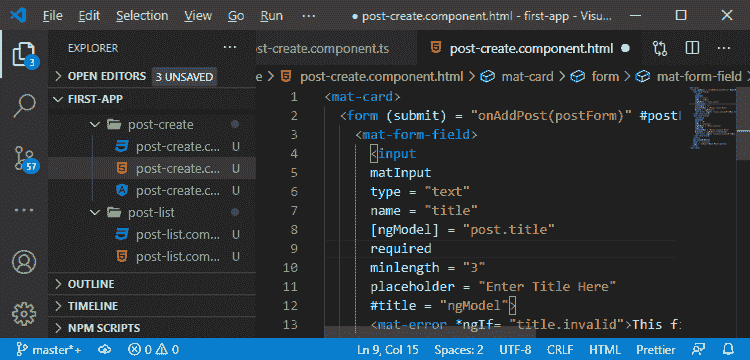 File Edit Selection View Go Run ··· ● post-create.component.html - first-app - Visu...
EXPLORER ···
3
OPEN EDITORS 3 UNSAVED
FIRST-APP
post-create
post-create.c... U
post-create.c... U
post-create.c... U
57
post-list
post-list.com... U
post-list.com... U
OUTLINE
TIMELINE
NPM SCRIPTS
ost-create.component.ts post-create.component.html ●
e > post-create.component.html > mat-card > form > mat-form-field >
1 <mat-card>
2 <form (submit) = "onAddPost(postForm)" #postF
3 <mat-form-field>
4 <input
5 matInput
6 type = "text"
7 name = "title"
8 [ngModel] = "post.title"
9 required
10 minlength = "3"
11 placeholder = "Enter Title Here"
12 #title = "ngModel">
13 <mat-error *ngIf= "title.invalid">This fi
master*+ 0 0 Ln 9, Col 15 Spaces: 2 UTF-8 CRLF HTML Prettier